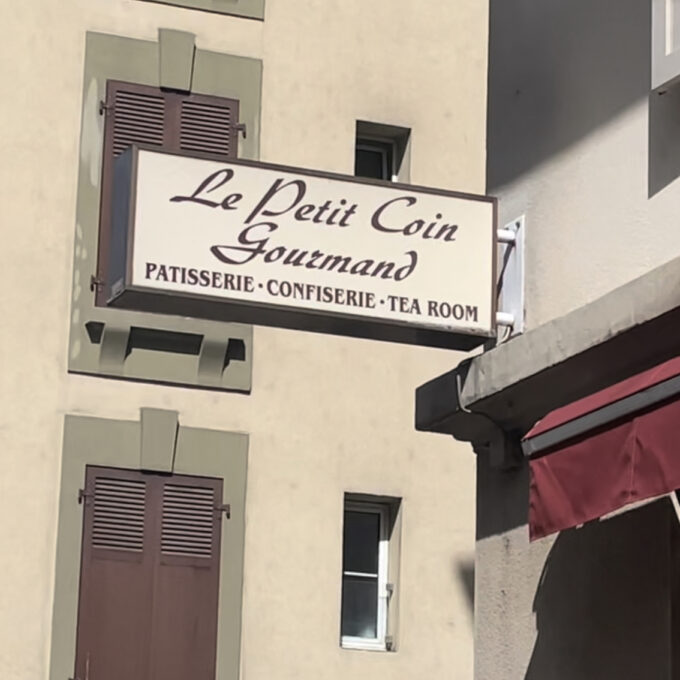 Le Petit Coin
Gourmand
PATISSERIE · CONFISERIE · TEA ROOM